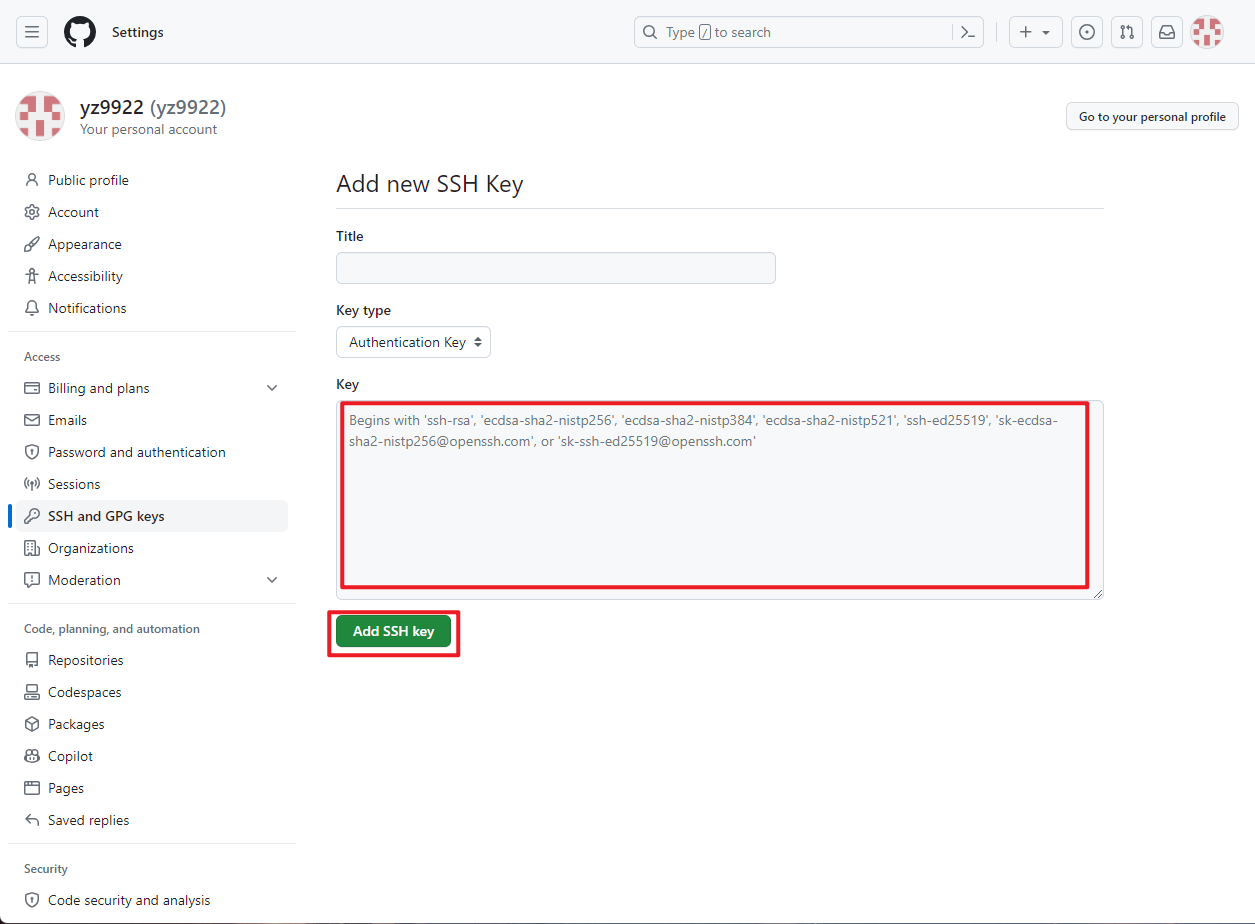 Settings
Type / to search
yz9922 (yz9922)
Your personal account
Go to your personal profile
Public profile
Account
Appearance
Accessibility
Notifications
Access
Billing and plans
Emails
Password and authentication
Sessions
SSH and GPG keys
Organizations
Moderation
Code, planning, and automation
Repositories
Codespaces
Packages
Copilot
Pages
Saved replies
Security
Code security and analysis
Add new SSH Key
Title
Key type
Authentication Key
Key
Begins with 'ssh-rsa', 'ecdsa-sha2-nistp256', 'ecdsa-sha2-nistp384', 'ecdsa-sha2-nistp521', 'ssh-ed25519', 'sk-ecdsa-
sha2-nistp256@openssh.com', or 'sk-ssh-ed25519@openssh.com'
Add SSH key